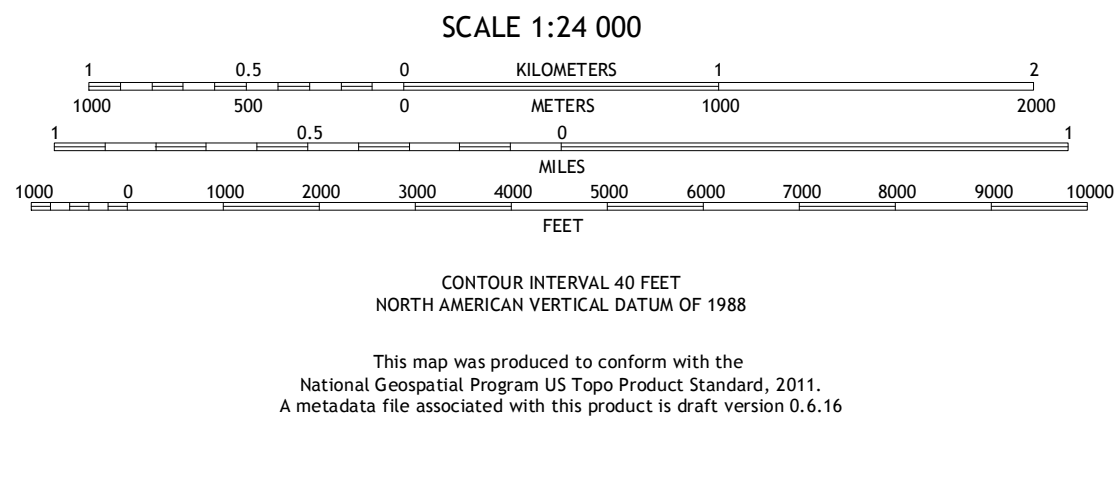 SCALE 1:24 000
1 0.5 0 KILOMETERS 1 2
1000 500 0 METERS 1000 2000
1 0.5 0 1
MILES
1000 0 1000 2000 3000 4000 5000 6000 7000 8000 9000 10000
FEET
CONTOUR INTERVAL 40 FEET
NORTH AMERICAN VERTICAL DATUM OF 1988
This map was produced to conform with the
National Geospatial Program US Topo Product Standard, 2011.
A metadata file associated with this product is draft version 0.6.16